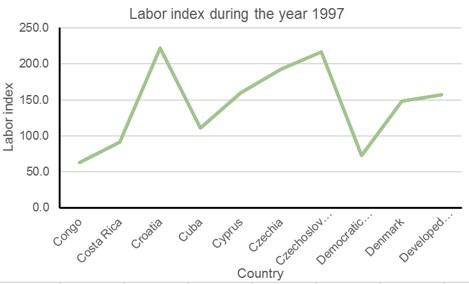 Labor index during the year 1997
250.0
200.0
150.0
100.0
50.0
0.0
Labor index
Congo
Costa Rica
Croatia
Cuba
Cyprus
Czechia
Czechoslov...
Democratic...
Denmark
Developed...
Country